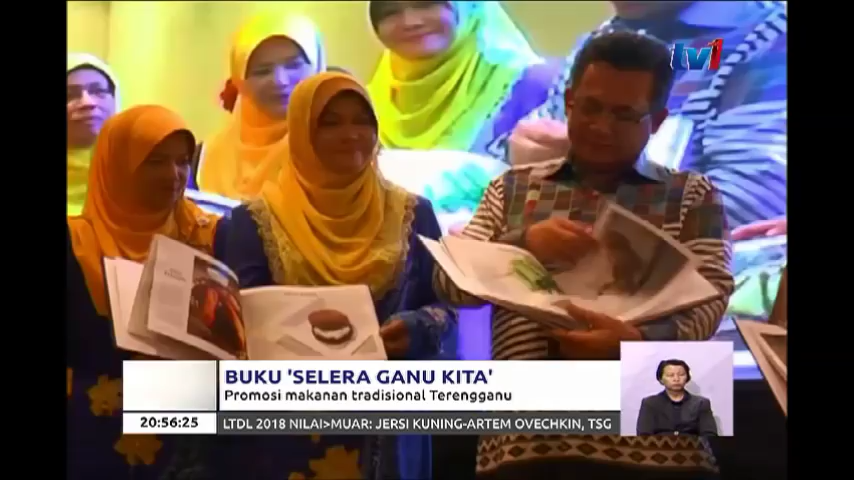 tv1
BUKU 'SELERA GANU KITA'
Promosi makanan tradisional Terengganu
20:56:25
LTDL 2018 NILAI>MUAR: JERSI KUNING-ARTEM OVECHKIN, TSG